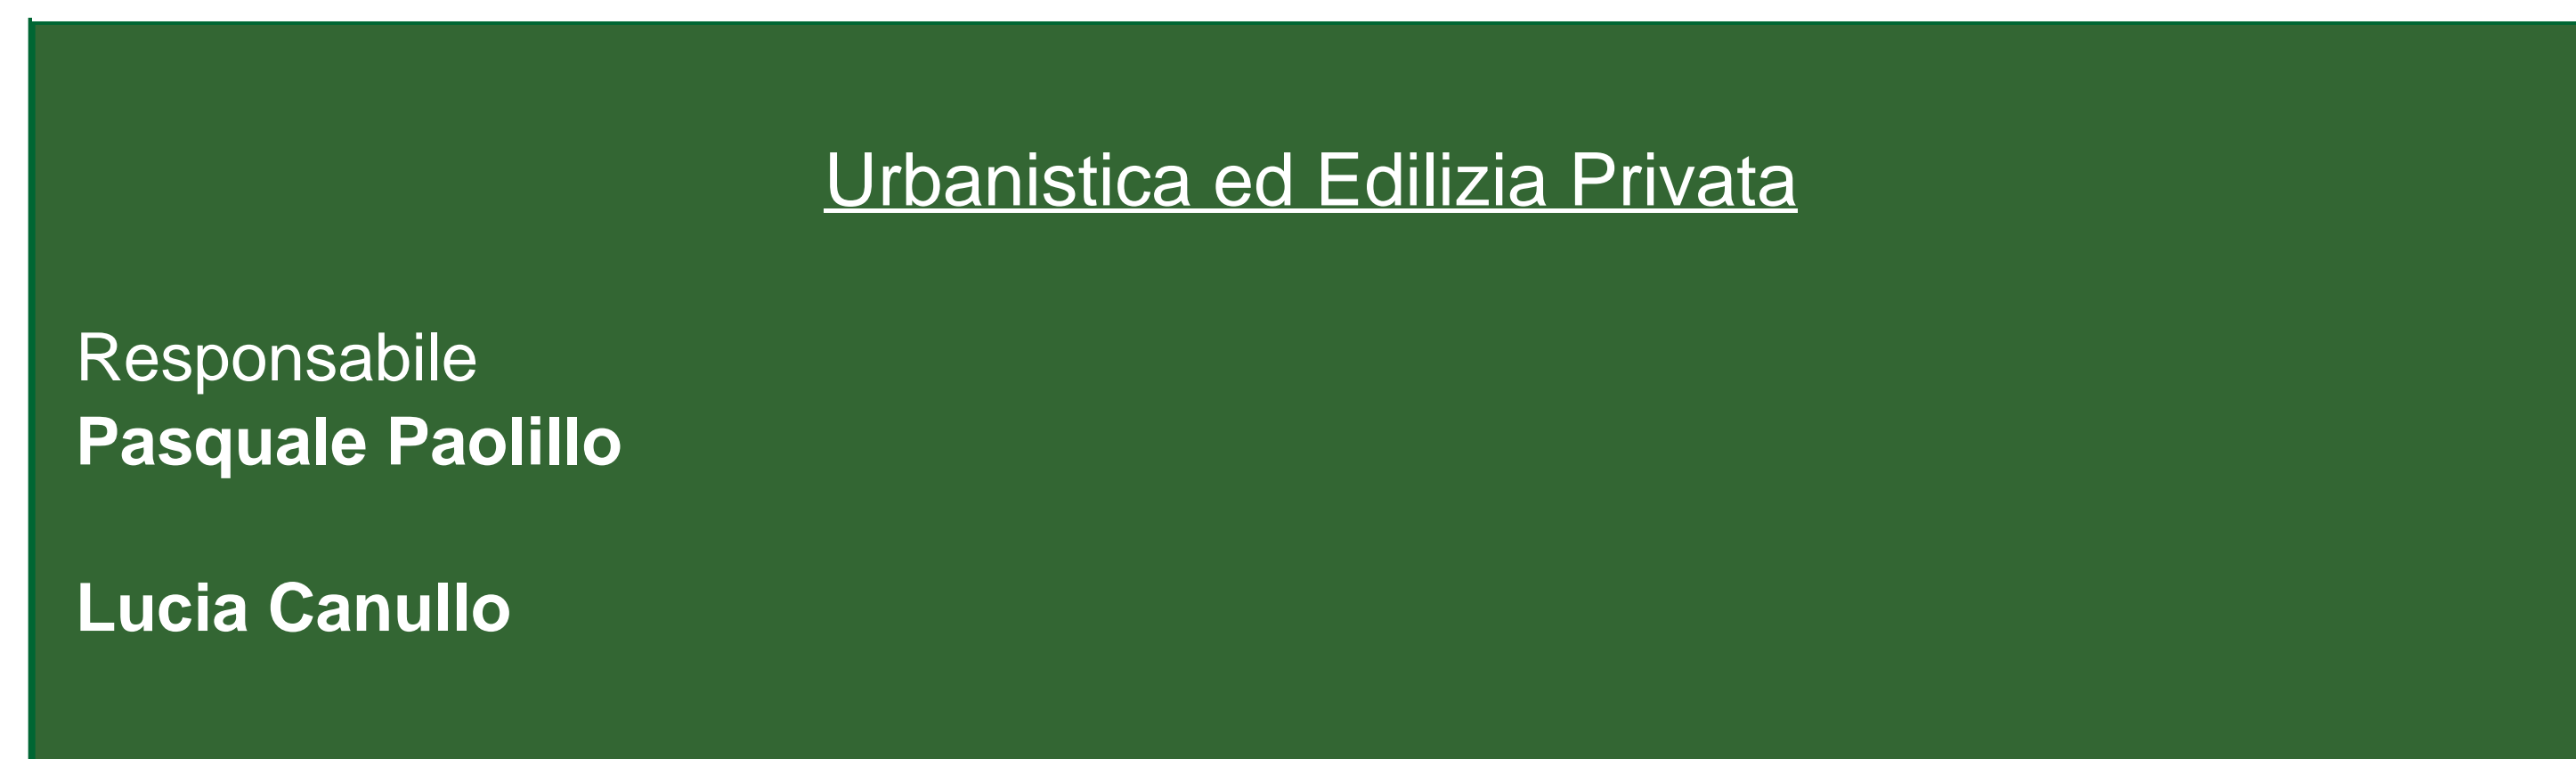 Urbanistica ed Edilizia Privata
Responsabile
Pasquale Paolillo
Lucia Canullo